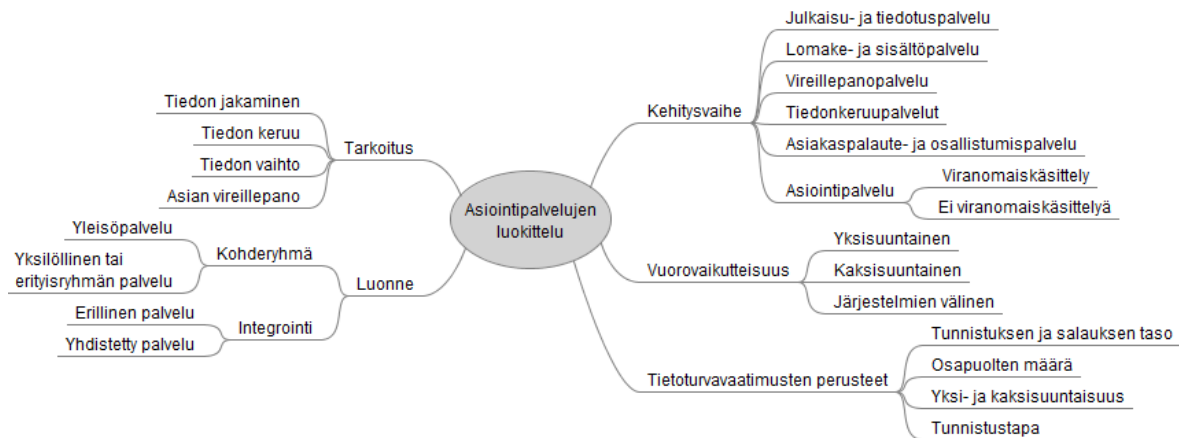 Asiointipalvelujen
luokittelu
Tarkoitus
Tiedon jakaminen
Tiedon keruu
Tiedon vaihto
Asian vireillepano
Luonne
Kohderyhmä
Yleisöpalvelu
Yksilöllinen tai
erityisryhmän palvelu
Integrointi
Erillinen palvelu
Yhdistetty palvelu
Kehitysvaihe
Julkaisu- ja tiedotuspalvelu
Lomake- ja sisältöpalvelu
Vireillepanopalvelu
Tiedonkeruupalvelut
Asiakaspalaute- ja osallistumispalvelu
Asiointipalvelu
Viranomaiskäsittely
Ei viranomaiskäsittelyä
Vuorovaikutteisuus
Yksisuuntainen
Kaksisuuntainen
Järjestelmien välinen
Tietoturvavaatimusten perusteet
Tunnistuksen ja salauksen taso
Osapuolten määrä
Yksi- ja kaksisuuntaisuus
Tunnistustapa